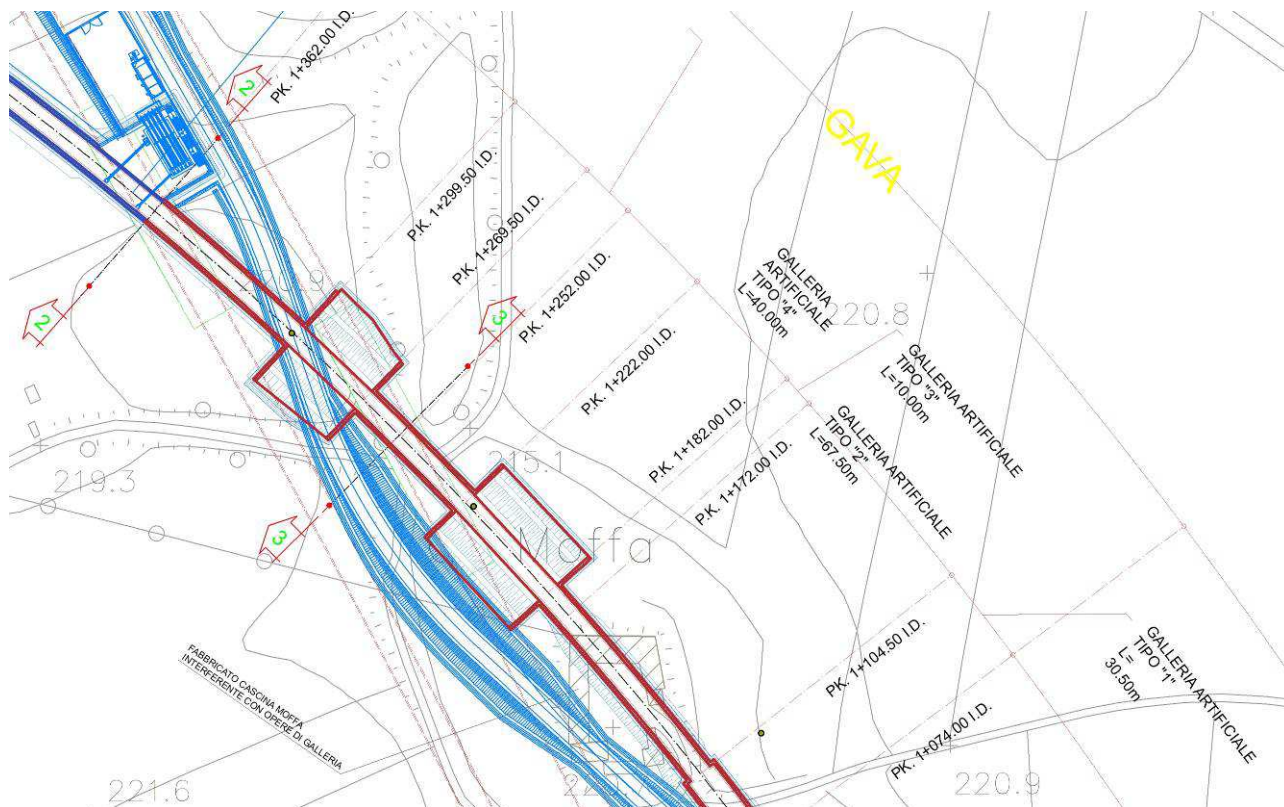 PK. 1+362.00 I.D.
2
P.K. 1+299.50 I.D.
P.K. 1+269.50 I.D.
P.K. 1+252.00 I.D.
P.K. 1+222.00 I.D.
P.K. 1+182.00 I.D.
P.K. 1+172.00 I.D.
PK. 1+104.50 I.D.
PK. 1+074.00 I.D.
GAVA
GALLERIA
ARTIFICIALE
TIPO "4"
L=40.00m
220.8
GALLERIA ARTIFICIALE
TIPO "3"
L=10.00m
GALLERIA ARTIFICIALE
TIPO "2"
L=67.50m
GALLERIA ARTIFICIALE
TIPO "1"
L=
30.50m
2
3
3
219.3
215.1
Moffa
FABBRICATO CASCINA MOFFA
INTERFERENTE CON OPERE DI GALLERIA
221.6
220.9